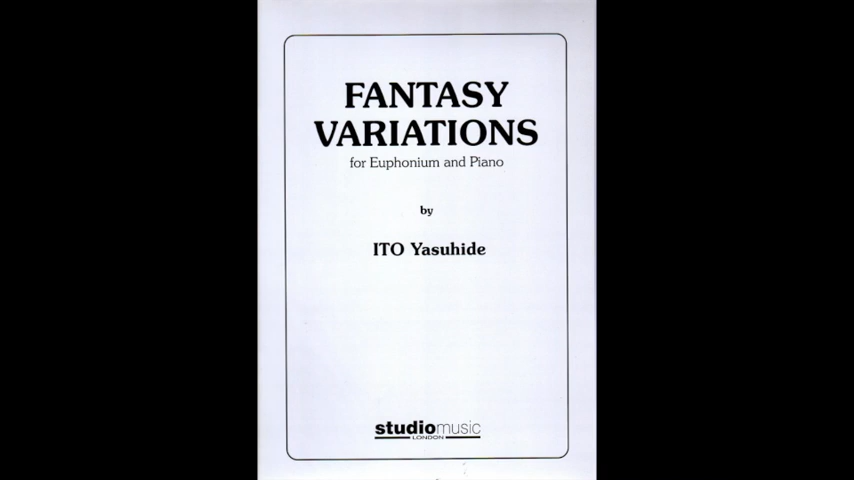 FANTASY
VARIATIONS
for Euphonium and Piano
by
ITO Yasuhide
studiomusic
LONDON